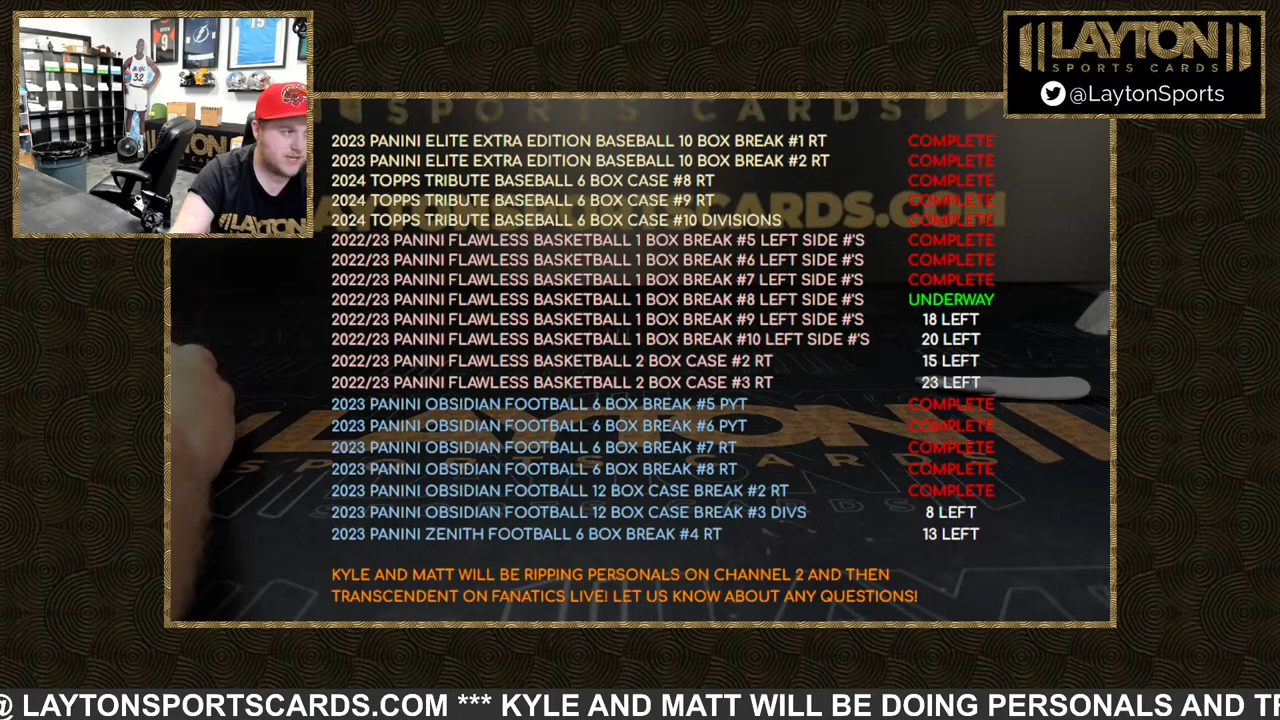 LAYTON
SPORTS CARDS
@LaytonSports
SPORTS CARDS
2023 PANINI ELITE EXTRA EDITION BASEBALL 10 BOX BREAK #1 RT COMPLETE
2023 PANINI ELITE EXTRA EDITION BASEBALL 10 BOX BREAK #2 RT COMPLETE
2024 TOPPS TRIBUTE BASEBALL 6 BOX CASE #8 RT COMPLETE
2024 TOPPS TRIBUTE BASEBALL 6 BOX CASE #9 RT COMPLETE
2024 TOPPS TRIBUTE BASEBALL 6 BOX CASE #10 DIVISIONS COMPLETE
2022/23 PANINI FLAWLESS BASKETBALL 1 BOX BREAK #5 LEFT SIDE #'S COMPLETE
2022/23 PANINI FLAWLESS BASKETBALL 1 BOX BREAK #6 LEFT SIDE #'S COMPLETE
2022/23 PANINI FLAWLESS BASKETBALL 1 BOX BREAK #7 LEFT SIDE #'S COMPLETE
2022/23 PANINI FLAWLESS BASKETBALL 1 BOX BREAK #8 LEFT SIDE #'S UNDERWAY
2022/23 PANINI FLAWLESS BASKETBALL 1 BOX BREAK #9 LEFT SIDE #'S 18 LEFT
2022/23 PANINI FLAWLESS BASKETBALL 1 BOX BREAK #10 LEFT SIDE #'S 20 LEFT
2022/23 PANINI FLAWLESS BASKETBALL 2 BOX CASE #2 RT 15 LEFT
2022/23 PANINI FLAWLESS BASKETBALL 2 BOX CASE #3 RT 23 LEFT
2023 PANINI OBSIDIAN FOOTBALL 6 BOX BREAK #5 PYT COMPLETE
2023 PANINI OBSIDIAN FOOTBALL 6 BOX BREAK #6 PYT COMPLETE
2023 PANINI OBSIDIAN FOOTBALL 6 BOX BREAK #7 RT COMPLETE
2023 PANINI OBSIDIAN FOOTBALL 6 BOX BREAK #8 RT COMPLETE
2023 PANINI OBSIDIAN FOOTBALL 12 BOX CASE BREAK #2 RT COMPLETE
2023 PANINI OBSIDIAN FOOTBALL 12 BOX CASE BREAK #3 DIVS 8 LEFT
2023 PANINI ZENITH FOOTBALL 6 BOX BREAK #4 RT 13 LEFT
KYLE AND MATT WILL BE RIPPING PERSONALS ON CHANNEL 2 AND THEN
TRANSCENDENT ON FANATICS LIVE! LET US KNOW ABOUT ANY QUESTIONS!
@ LAYTONSPORTSCARDS.COM *** KYLE AND MATT WILL BE DOING PERSONALS AND